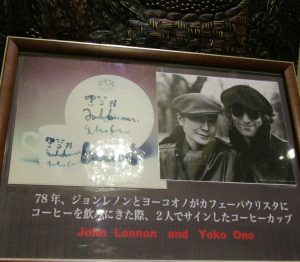 78
John Lennon
78年、ジョンレノンとヨーコオノがカフェーパウリスタに
コーヒーを飲みにきた際、2人でサインしたコーヒーカップ
John Lennon and Yoko Ono